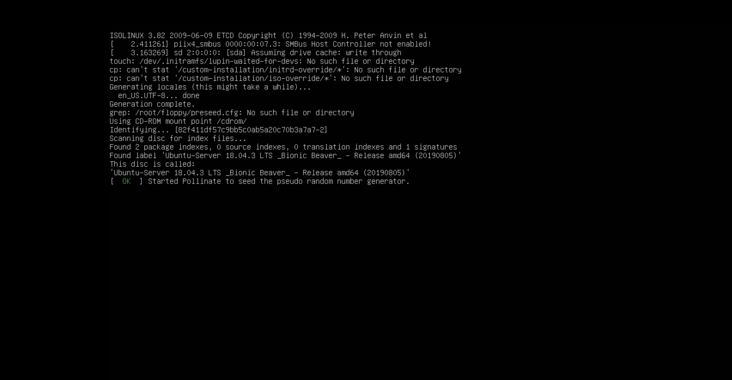 ISOLINUX 3.82 2009-06-09 ETCD Copyright (C) 1994-2009 H. Peter Anvin et al
[    2.411261] piix4_smbus 0000:00:07.3: SMBus Host Controller not enabled!
[    3.163269] sd 2:0:0:0: [sda] Assuming drive cache: write through
touch: /dev/.initramfs/lupin-waited-for-devs: No such file or directory
cp: can't stat '/custom-installation/initrd-override/*': No such file or directory
cp: can't stat '/custom-installation/iso-override/*': No such file or directory
Generating locales (this might take a while)...
  en_US.UTF-8... done
Generation complete.
grep: /root/floppy/preseed.cfg: No such file or directory
Using CD-ROM mount point /cdrom/
Identifying... [82f411df57c9bb5c0ab5a20c70b3a7a7-2]
Scanning disc for index files...
Found 2 package indexes, 0 source indexes, 0 translation indexes and 1 signatures
Found label 'Ubuntu-Server 18.04.3 LTS _Bionic Beaver_ - Release amd64 (20190805)'
This disc is called:
'Ubuntu-Server 18.04.3 LTS _Bionic Beaver_ - Release amd64 (20190805)'
[  OK  ] Started Pollinate to seed the pseudo random number generator.